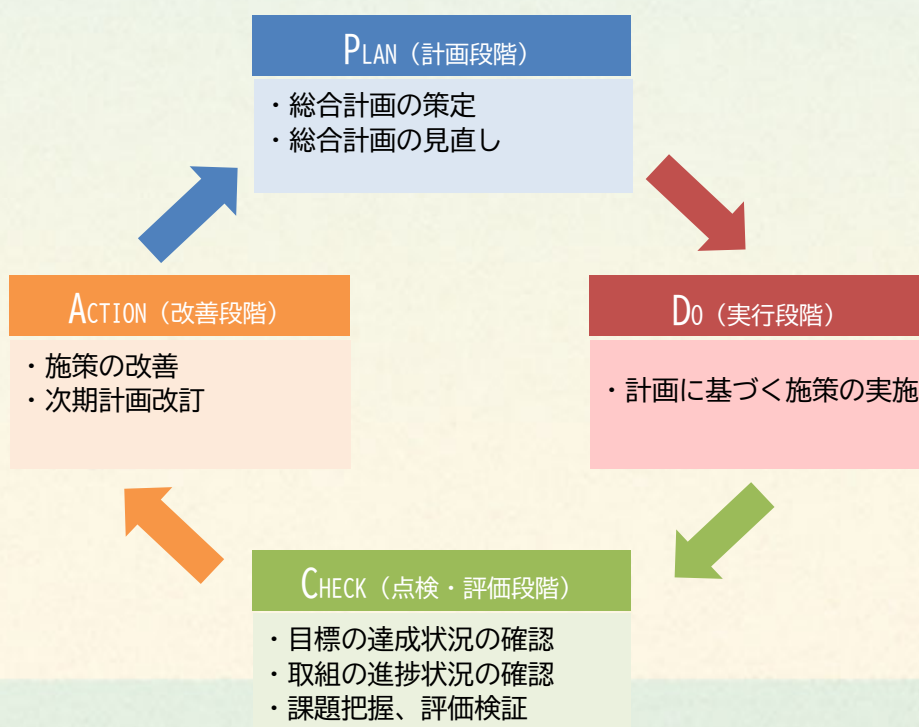 PLAN（計画段階）
・総合計画の策定
・総合計画の見直し
ACTION（改善段階）
・施策の改善
・次期計画改訂
DO（実行段階）
・計画に基づく施策の実施
CHECK（点検・評価段階）
・目標の達成状況の確認
・取組の進捗状況の確認
・課題把握、評価検証